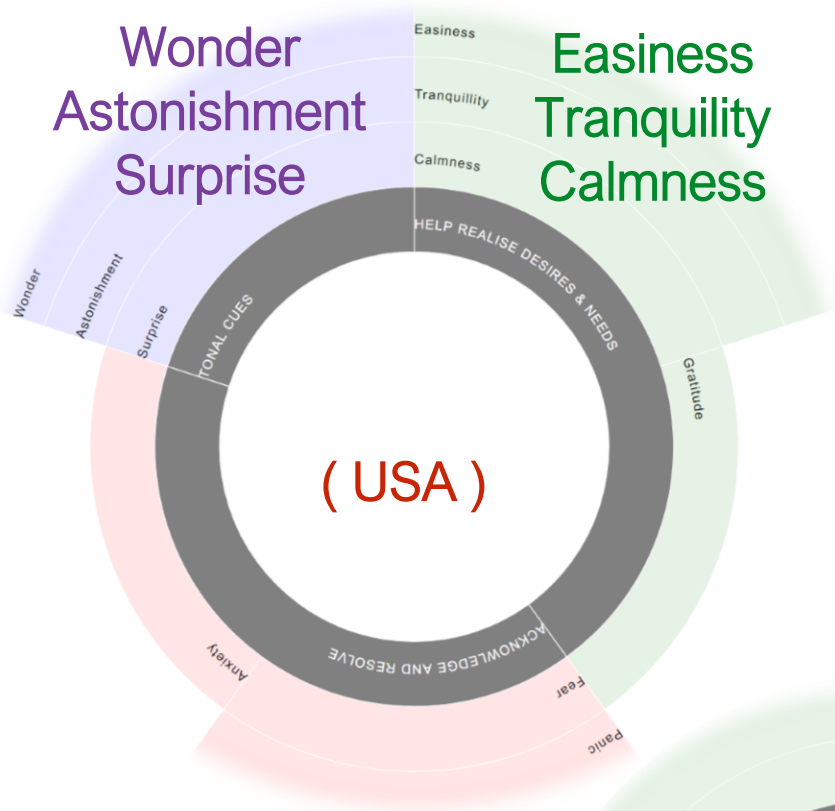 Wonder
Astonishment
Surprise
Easiness
Tranquility
Calmness
Easiness
Tranquillity
Calmness
HELP REALISE DESIRES & NEEDS
Gratitude
TONAL CUES
Wonder
Astonishment
Surprise
( USA )
ACKNOWLEDGE AND RESOLVE
Anxiety
Fear
Panic